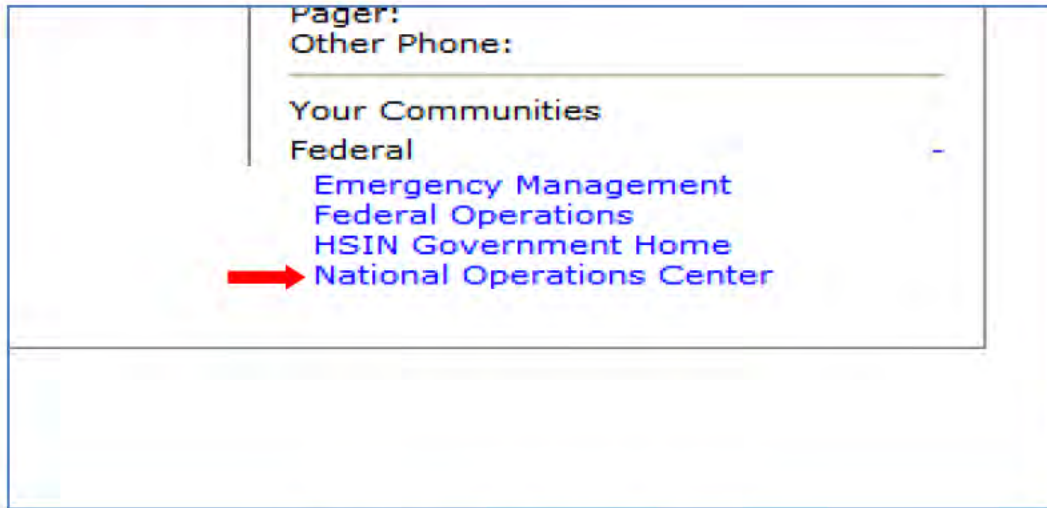 Pager:
Other Phone:
Your Communities
Federal -
Emergency Management
Federal Operations
HSIN Government Home
National Operations Center